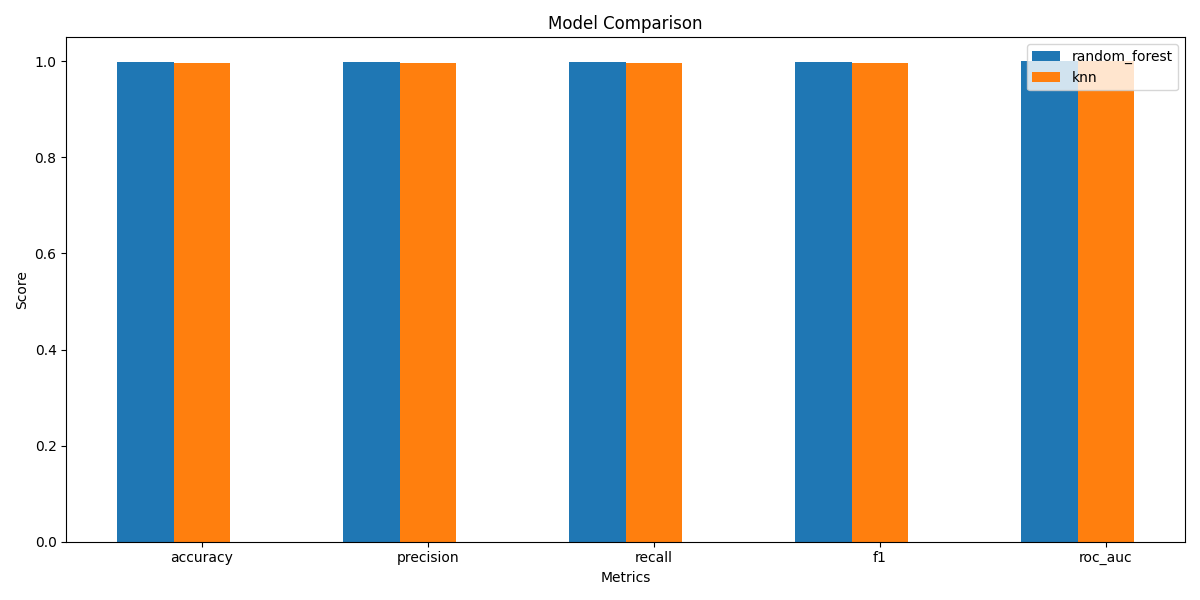 Model Comparison
random_forest
knn
Score
1.0
0.8
0.6
0.4
0.2
0.0
accuracy
precision
recall
f1
roc_auc
Metrics